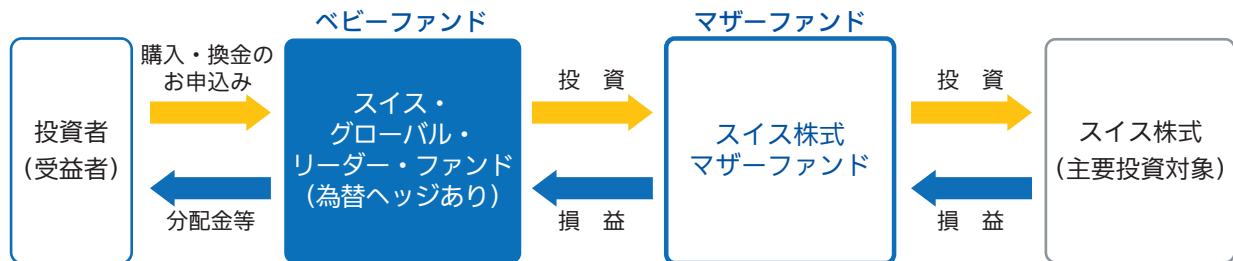 ベビーファンド
マザーファンド
投資者
（受益者）
購入・換金の
お申込み
分配金等
スイス・
グローバル・
リーダー・ファンド
（為替ヘッジあり）
投　資
損　益
スイス株式
マザーファンド
投　資
損　益
スイス株式
（主要投資対象）